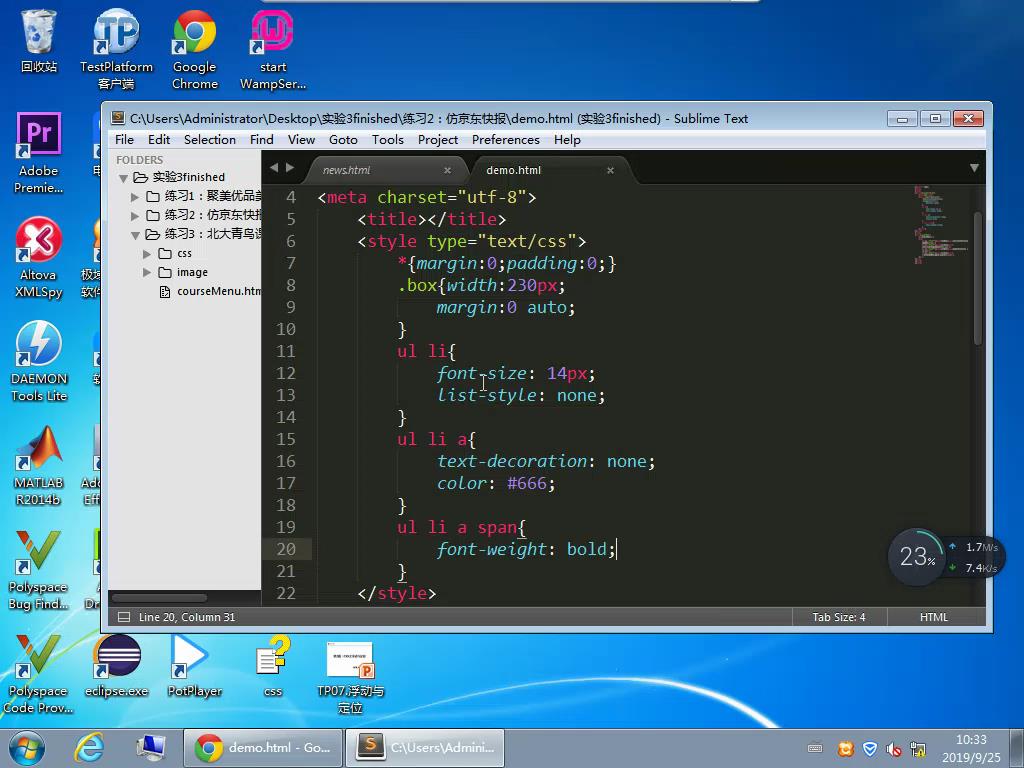 回收站
TestPlatform
客户端
Google
Chrome
start
WampSer...
Adobe
Premie...
Altova
XMLSpy
DAEMON
Tools Lite
MATLAB
R2014b
Polyspace
Bug Find...
Polyspace
Code Prov...
eclipse.exe
PotPlayer
css
TP07.浮动与
定位
C:\Users\Administrator\Desktop\实验3finished\练习2：仿京东快报\demo.html (实验3finished) - Sublime Text
File Edit Selection Find View Goto Tools Project Preferences Help
FOLDERS
实验3finished
练习1：聚美优品美
练习2：仿京东快报
练习3：北大青鸟课
css
image
courseMenu.htm
news.html
demo.html
4 <meta charset="utf-8">
5 <title></title>
6 <style type="text/css">
7 *{margin:0;padding:0;}
8 .box{width:230px;
9 margin:0 auto;
10 }
11 ul li{
12 font-size: 14px;
13 list-style: none;
14 }
15 ul li a{
16 text-decoration: none;
17 color: #666;
18 }
19 ul li a span{
20 font-weight: bold;
21 }
22 </style>
Line 20, Column 31
Tab Size: 4
HTML
23%
1.7M/s
7.4K/s
demo.html - Go...
C:\Users\Admini...
10:33
2019/9/25